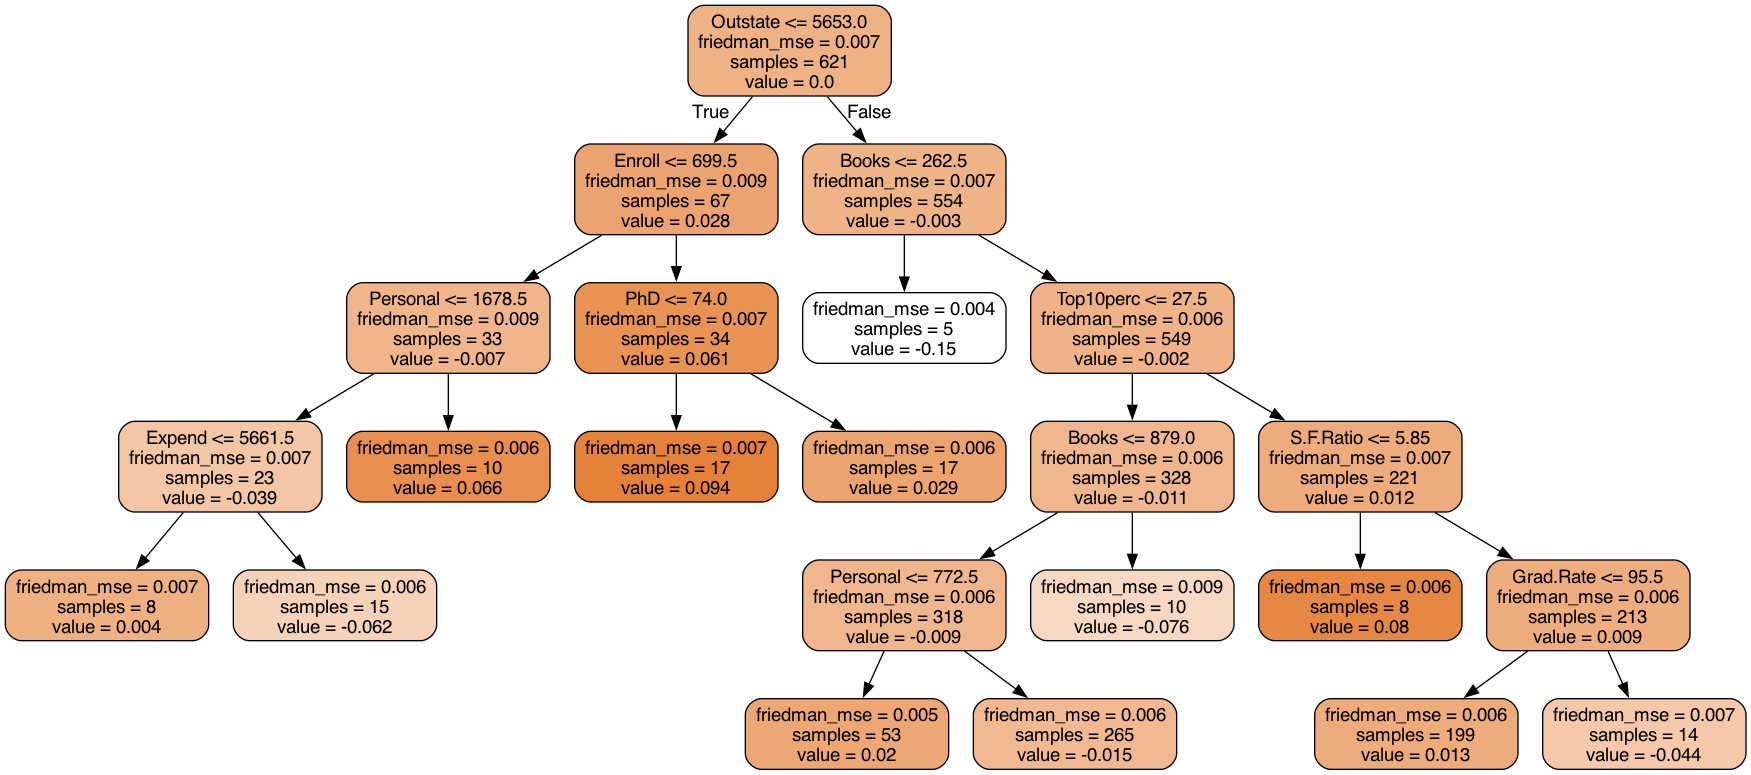 Outstate <= 5653.0
friedman_mse = 0.007
samples = 621
value = 0.0
True
False
Enroll <= 699.5
friedman_mse = 0.009
samples = 67
value = 0.028
Books <= 262.5
friedman_mse = 0.007
samples = 554
value = -0.003
Personal <= 1678.5
friedman_mse = 0.009
samples = 33
value = -0.007
PhD <= 74.0
friedman_mse = 0.007
samples = 34
value = 0.061
friedman_mse = 0.004
samples = 5
value = -0.15
Top10perc <= 27.5
friedman_mse = 0.006
samples = 549
value = -0.002
Expend <= 5661.5
friedman_mse = 0.007
samples = 23
value = -0.039
friedman_mse = 0.006
samples = 10
value = 0.066
friedman_mse = 0.007
samples = 17
value = 0.094
friedman_mse = 0.006
samples = 17
value = 0.029
Books <= 879.0
friedman_mse = 0.006
samples = 328
value = -0.011
S.F.Ratio <= 5.85
friedman_mse = 0.007
samples = 221
value = 0.012
friedman_mse = 0.007
samples = 8
value = 0.004
friedman_mse = 0.006
samples = 15
value = -0.062
Personal <= 772.5
friedman_mse = 0.006
samples = 318
value = -0.009
friedman_mse = 0.009
samples = 10
value = -0.076
friedman_mse = 0.006
samples = 8
value = 0.08
Grad.Rate <= 95.5
friedman_mse = 0.006
samples = 213
value = 0.009
friedman_mse = 0.005
samples = 53
value = 0.02
friedman_mse = 0.006
samples = 265
value = -0.015
friedman_mse = 0.006
samples = 199
value = 0.013
friedman_mse = 0.007
samples = 14
value = -0.044